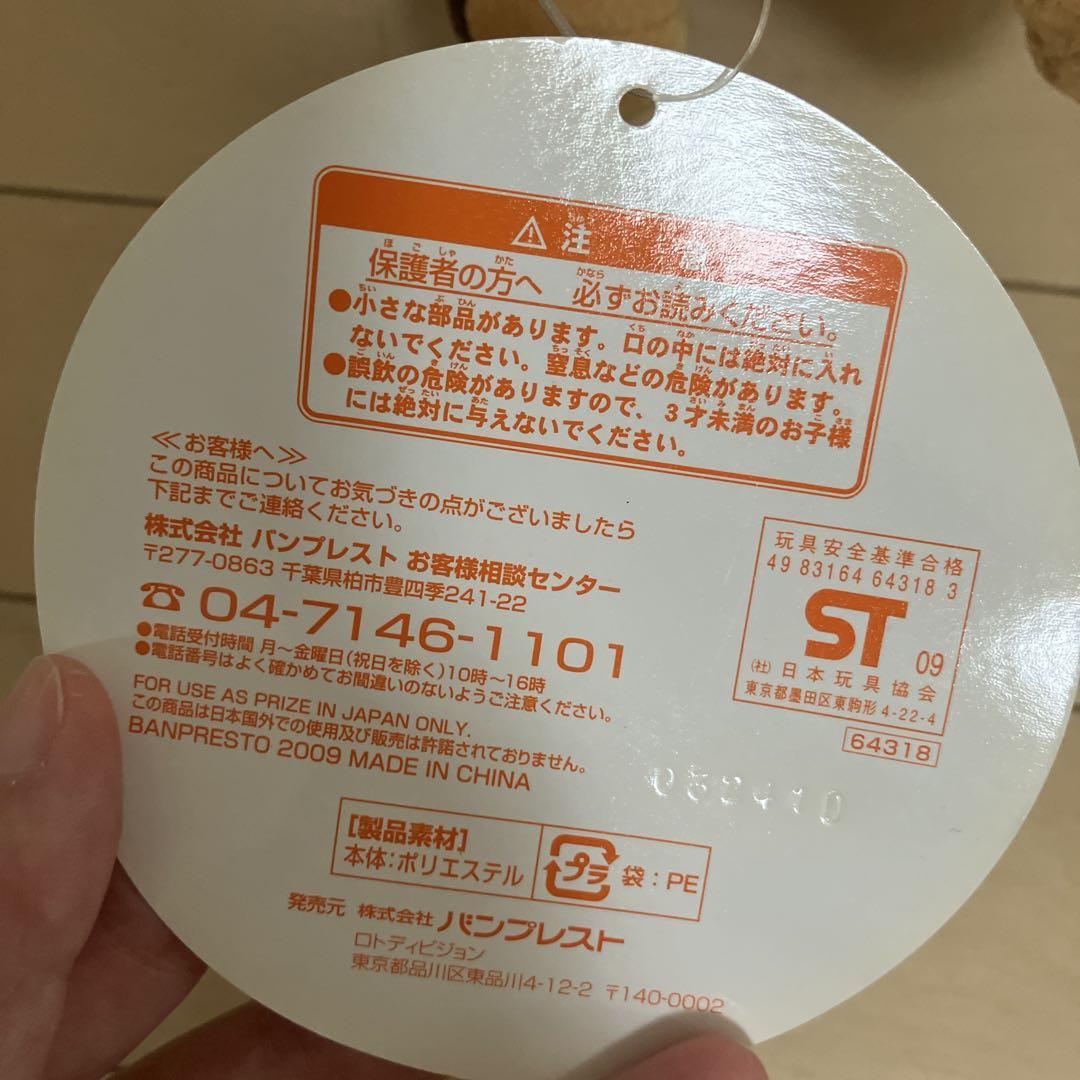 ⚠注意
保護者の方へ 必ずお読みください。
●小さな部品があります。口の中には絶対に入れ
ないでください。窒息などの危険があります。
●誤飲の危険がありますので、3才未満のお子様
には絶対に与えないでください。
≪お客様へ≫
この商品についてお気づきの点がございましたら
下記までご連絡ください。
株式会社 バンプレスト お客様相談センター
〒277-0863 千葉県柏市豊四季241-22
☎ 04-7146-1101
●電話受付時間 月〜金曜日(祝日を除く)10時〜16時
●電話番号はよく確かめてお間違いのないようご注意ください。
FOR USE AS PRIZE IN JAPAN ONLY.
この商品は日本国外での使用及び販売は許諾されておりません。
BANPRESTO 2009 MADE IN CHINA
玩具安全基準合格
49 83164 64318 3
ST 09
(社)日本玩具協会
東京都墨田区東駒形 4-22-4
64318
[製品素材]
本体:ポリエステル
プラ 袋:PE
発売元 株式会社 バンプレスト
ロトディビジョン
東京都品川区東品川4-12-2 〒140-0002